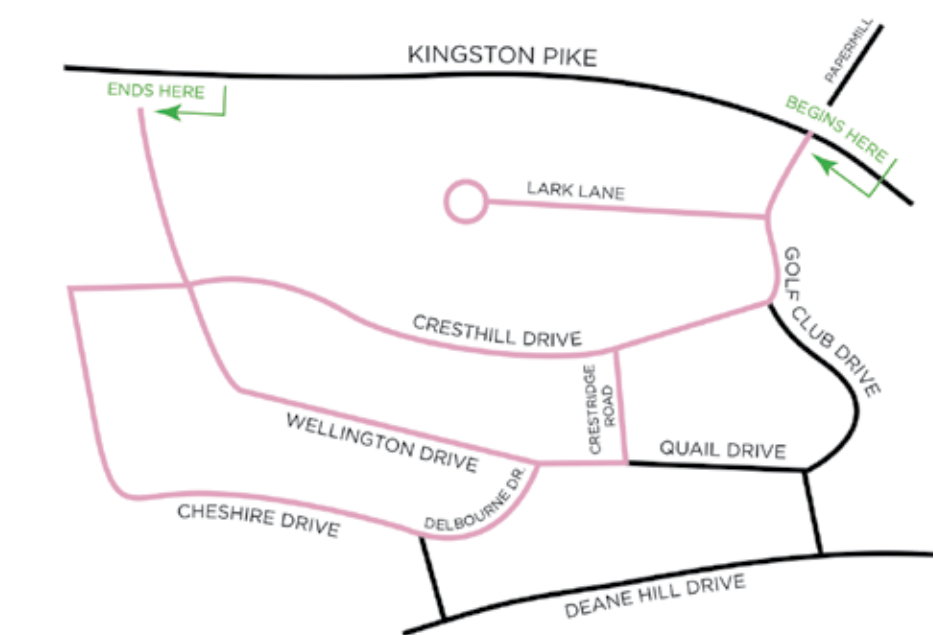 KINGSTON PIKE
PAPERMILL
ENDS HERE
BEGINS HERE
LARK LANE
GOLF CLUB DRIVE
CRESTHILL DRIVE
CRESTRIDGE
ROAD
WELLINGTON DRIVE
QUAIL DRIVE
DELBOURNE DR.
CHESHIRE DRIVE
DEANE HILL DRIVE